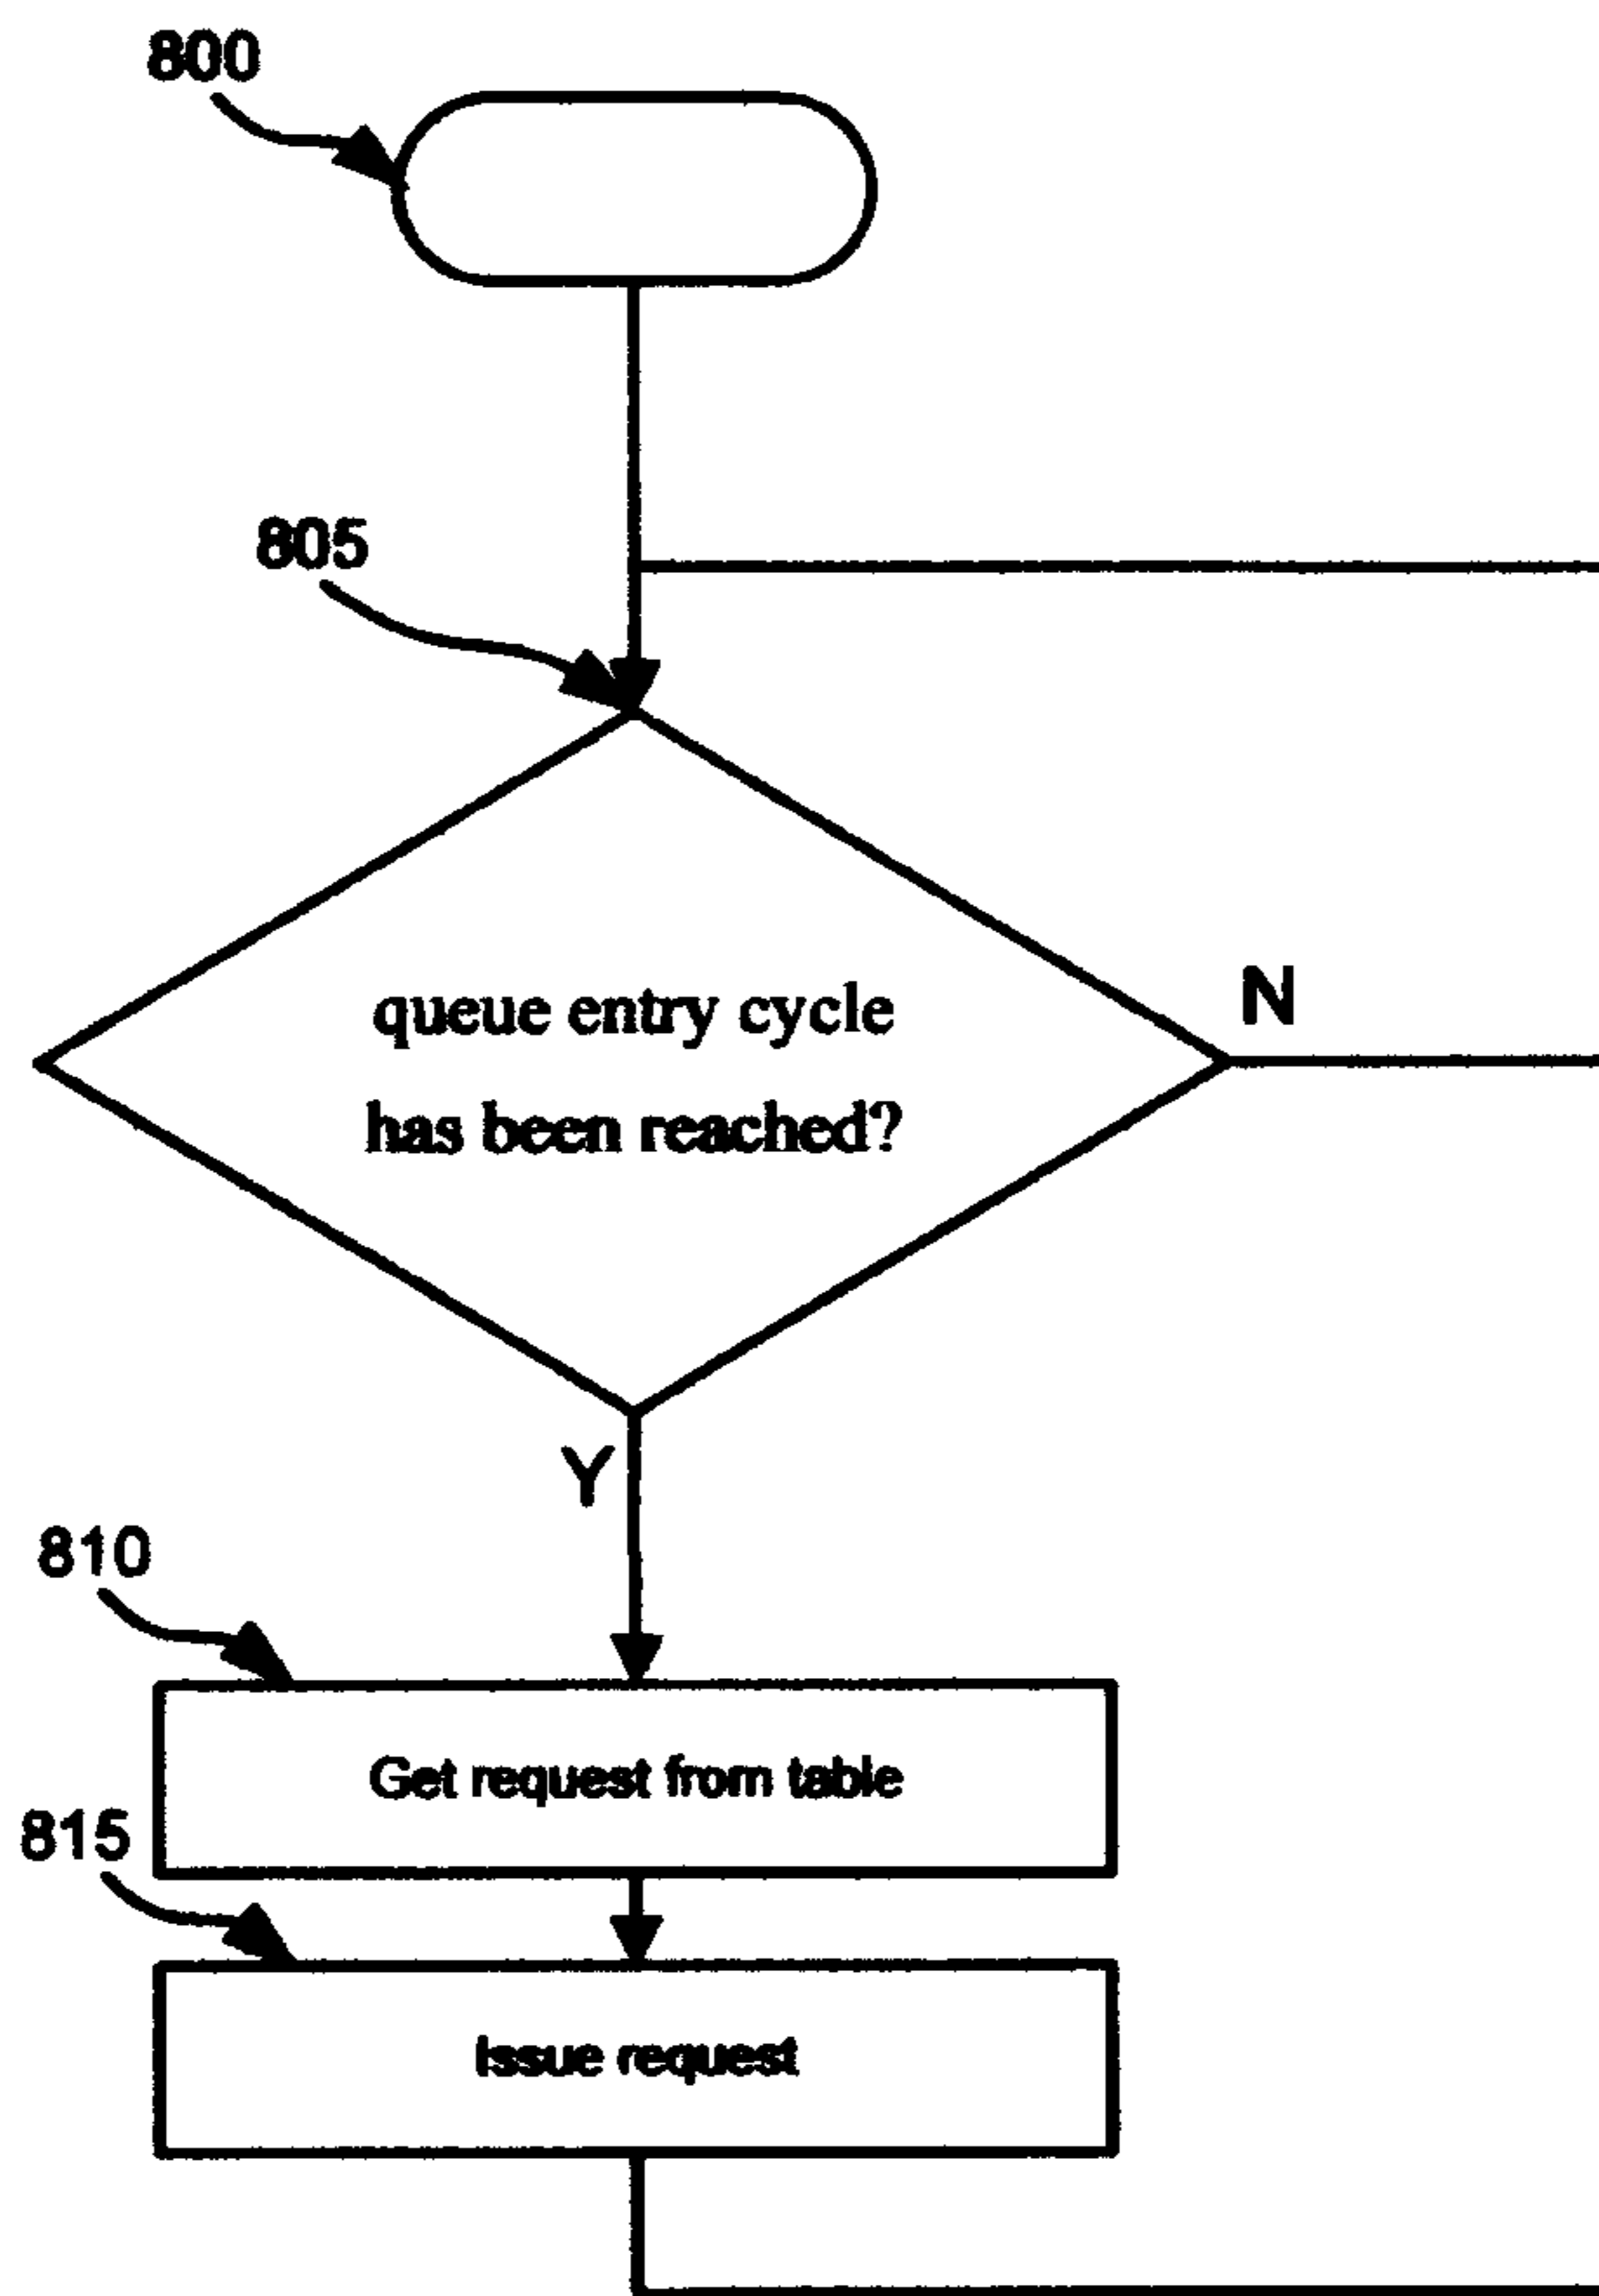 800
805
queue entry cycle
has been reached?
N
Y
810
Get request from table
815
Issue request